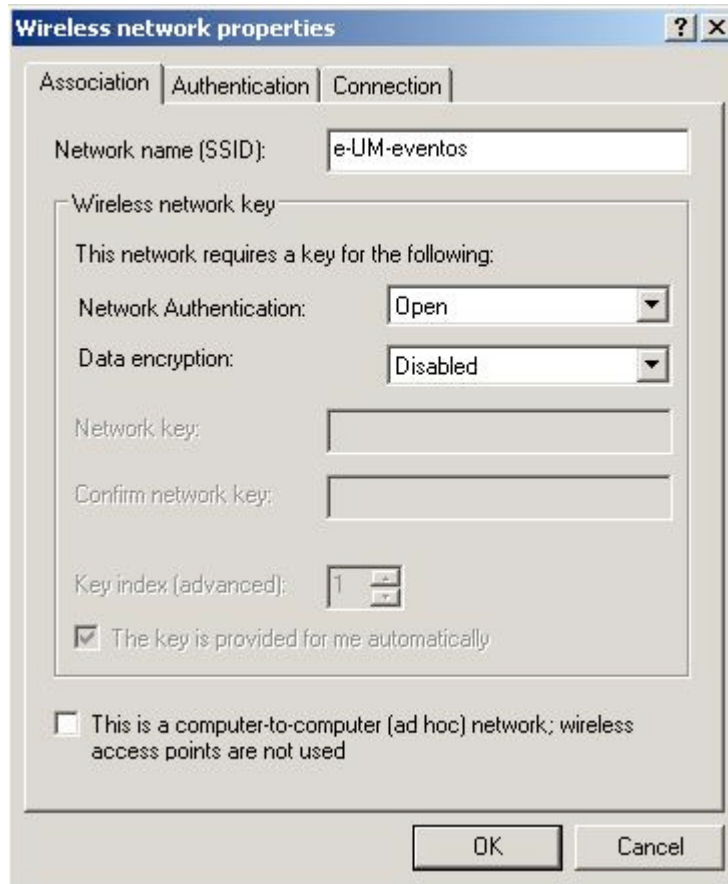 Wireless network properties
Association Authentication Connection
Network name (SSID): e-UM-eventos
Wireless network key
This network requires a key for the following:
Network Authentication: Open
Data encryption: Disabled
Network key:
Confirm network key:
Key index (advanced): 1
The key is provided for me automatically
This is a computer-to-computer (ad hoc) network; wireless
access points are not used
OK Cancel